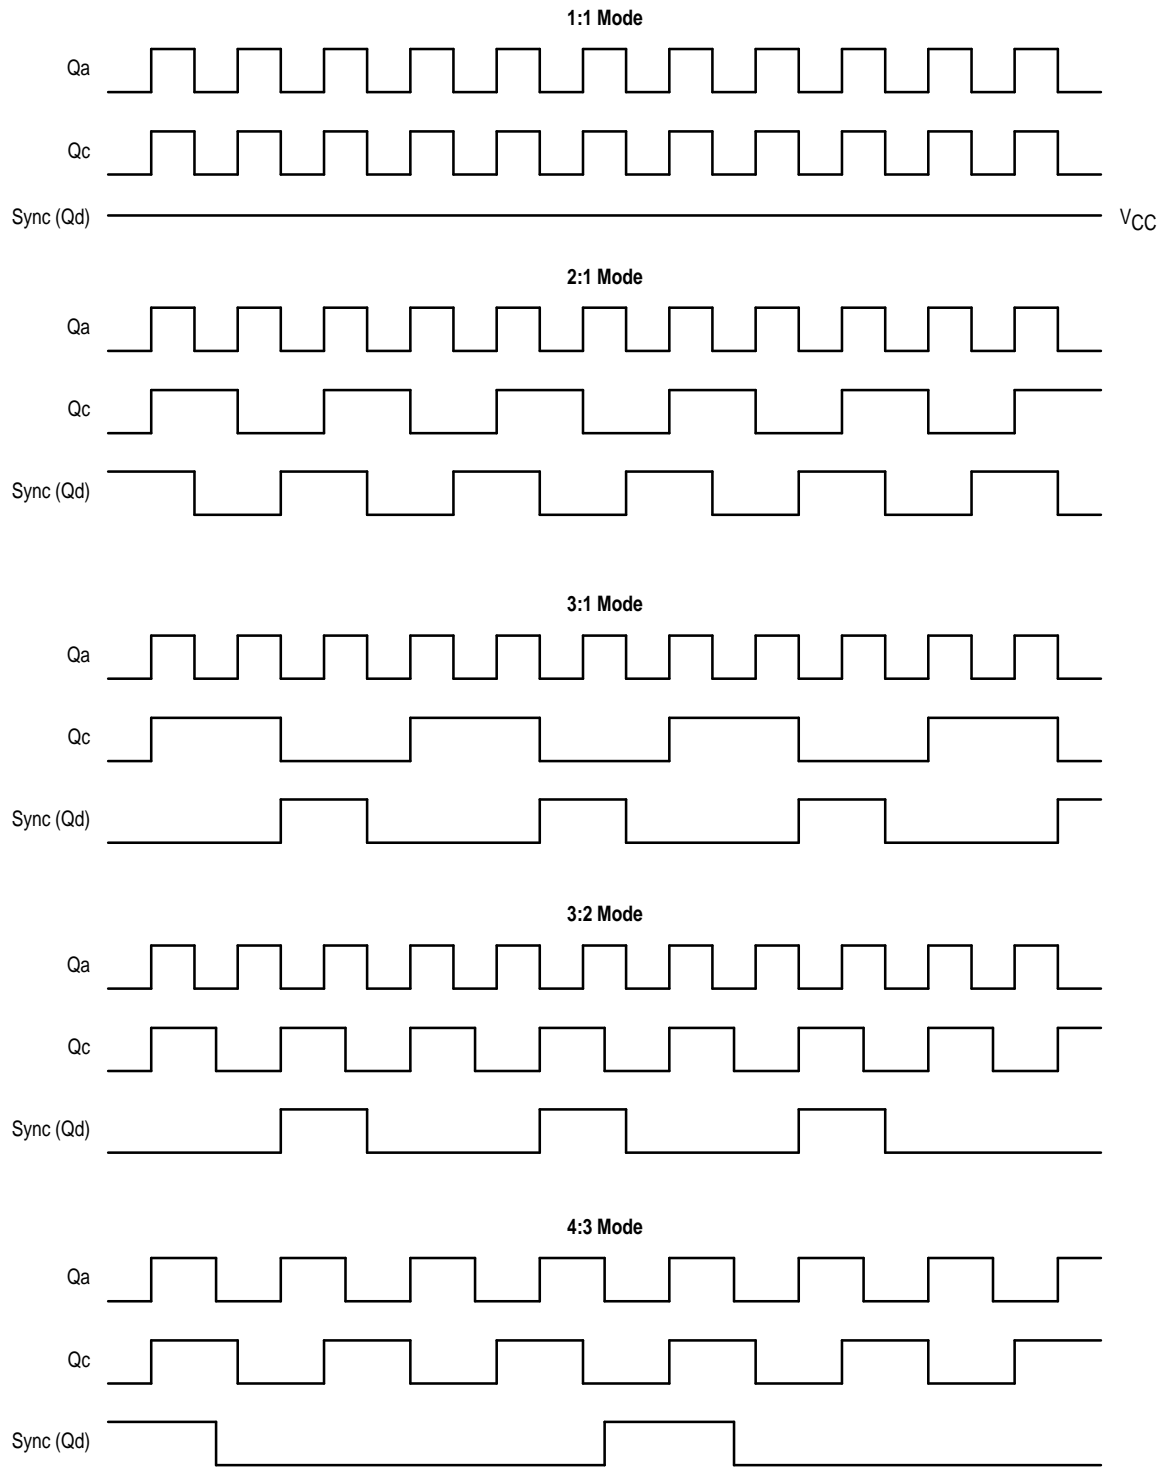 1:1 Mode
Qa
Qc
Sync (Qd)
VCC
2:1 Mode
Qa
Qc
Sync (Qd)
3:1 Mode
Qa
Qc
Sync (Qd)
3:2 Mode
Qa
Qc
Sync (Qd)
4:3 Mode
Qa
Qc
Sync (Qd)